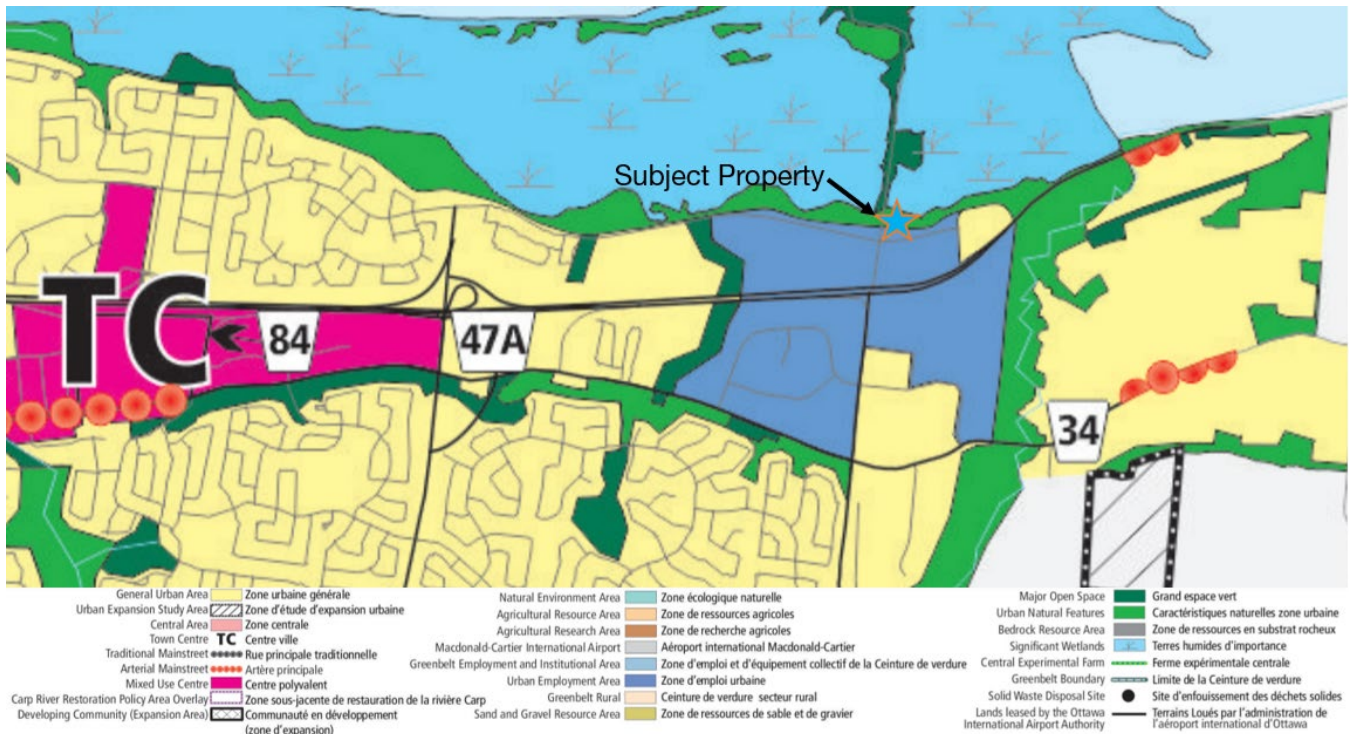 Subject Property
TC
84
47A
34
General Urban Area Zone urbaine générale
Urban Expansion Study Area Zone d'étude d'expansion urbaine
Central Area Zone centrale
Town Centre TC Centre ville
Traditional Mainstreet Rue principale traditionnelle
Arterial Mainstreet Artère principale
Mixed Use Centre Centre polyvalent
Carp River Restoration Policy Area Overlay Zone sous-jacente de restauration de la rivière Carp
Developing Community (Expansion Area) Communauté en développement
(zone d'expansion)
Natural Environment Area Zone écologique naturelle
Agricultural Resource Area Zone de ressources agricoles
Agricultural Research Area Zone de recherche agricoles
Macdonald-Cartier International Airport Aéroport international Macdonald-Cartier
Greenbelt Employment and Institutional Area Zone d'emploi et d'équipement collectif de la Ceinture de verdure
Urban Employment Area Zone d'emploi urbaine
Greenbelt Rural Ceinture de verdure secteur rural
Sand and Gravel Resource Area Zone de ressources de sable et de gravier
Major Open Space Grand espace vert
Urban Natural Features Caractéristiques naturelles zone urbaine
Bedrock Resource Area Zone de ressources en substrat rocheux
Significant Wetlands Terres humides d'importance
Central Experimental Farm Ferme expérimentale centrale
Greenbelt Boundary Limite de la Ceinture de verdure
Solid Waste Disposal Site Site d'enfouissement des déchets solides
Lands leased by the Ottawa Terrains Loués par l'administration de
International Airport Authority l'aéroport international d'Ottawa